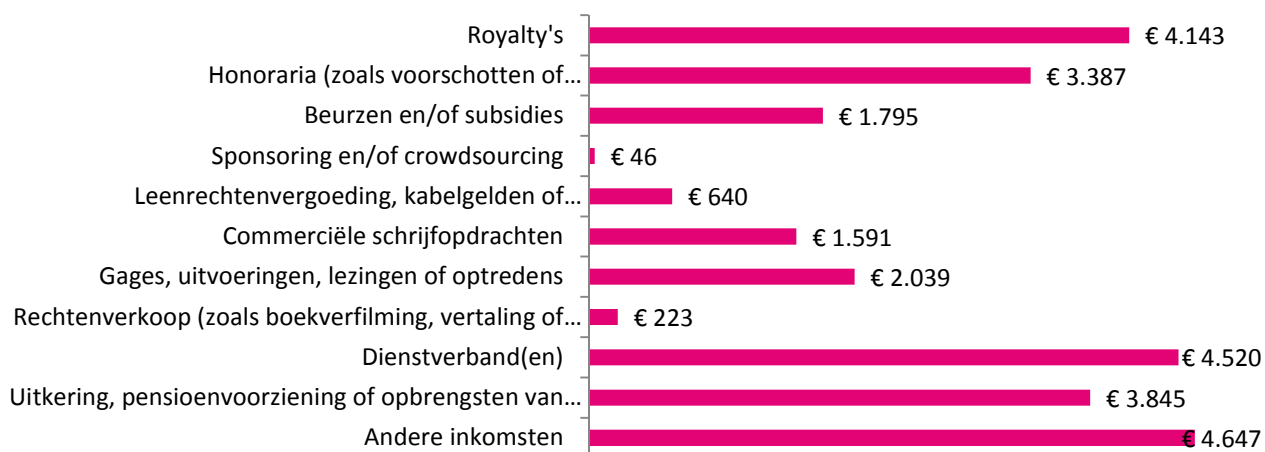 Royalty's € 4.143
Honoraria (zoals voorschotten of... € 3.387
Beurzen en/of subsidies € 1.795
Sponsoring en/of crowdsourcing € 46
Leenrechtenvergoeding, kabelgelden of... € 640
Commerciële schrijfopdrachten € 1.591
Gages, uitvoeringen, lezingen of optredens € 2.039
Rechtenverkoop (zoals boekverfilming, vertaling of... € 223
Dienstverband(en) € 4.520
Uitkering, pensioenvoorziening of opbrengsten van... € 3.845
Andere inkomsten € 4.647